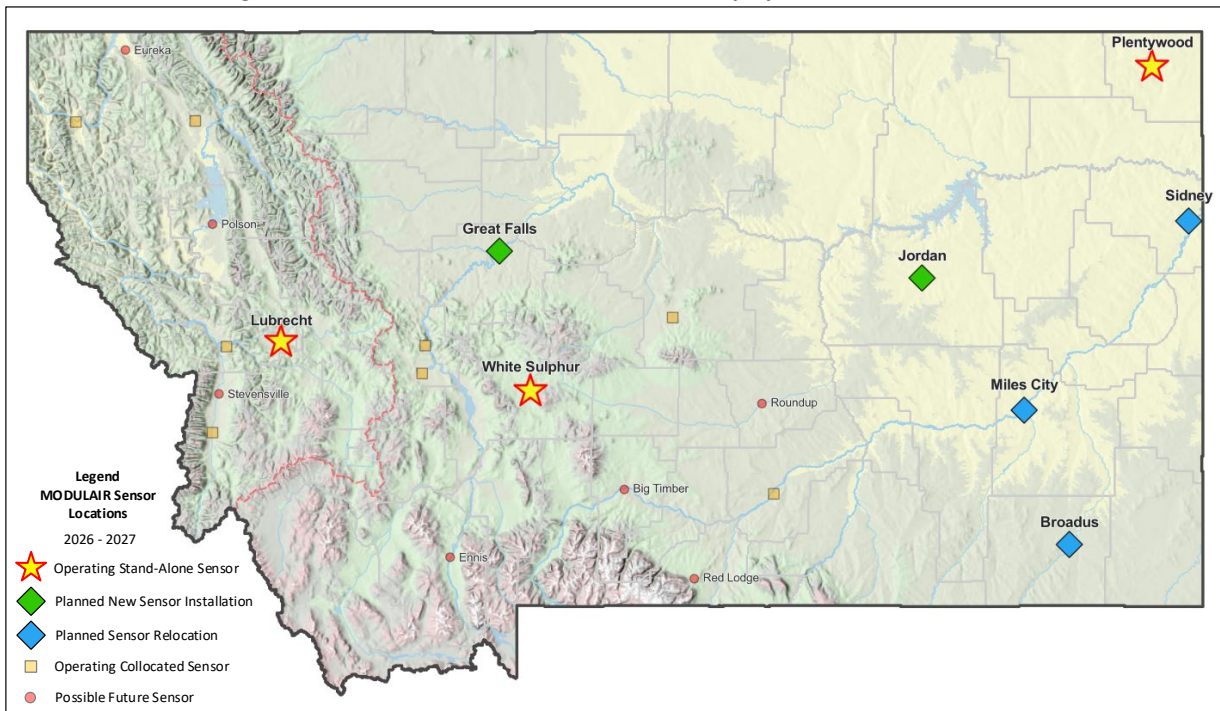 Plentywood
Eureka
Sidney
Polson
Great Falls
Jordan
Lubrecht
White Sulphur
Miles City
Stevensville
Roundup
Big Timber
Broadus
Ennis
Red Lodge
Legend
MODULAIR Sensor
Locations
2026 - 2027
Operating Stand-Alone Sensor
Planned New Sensor Installation
Planned Sensor Relocation
Operating Collocated Sensor
Possible Future Sensor